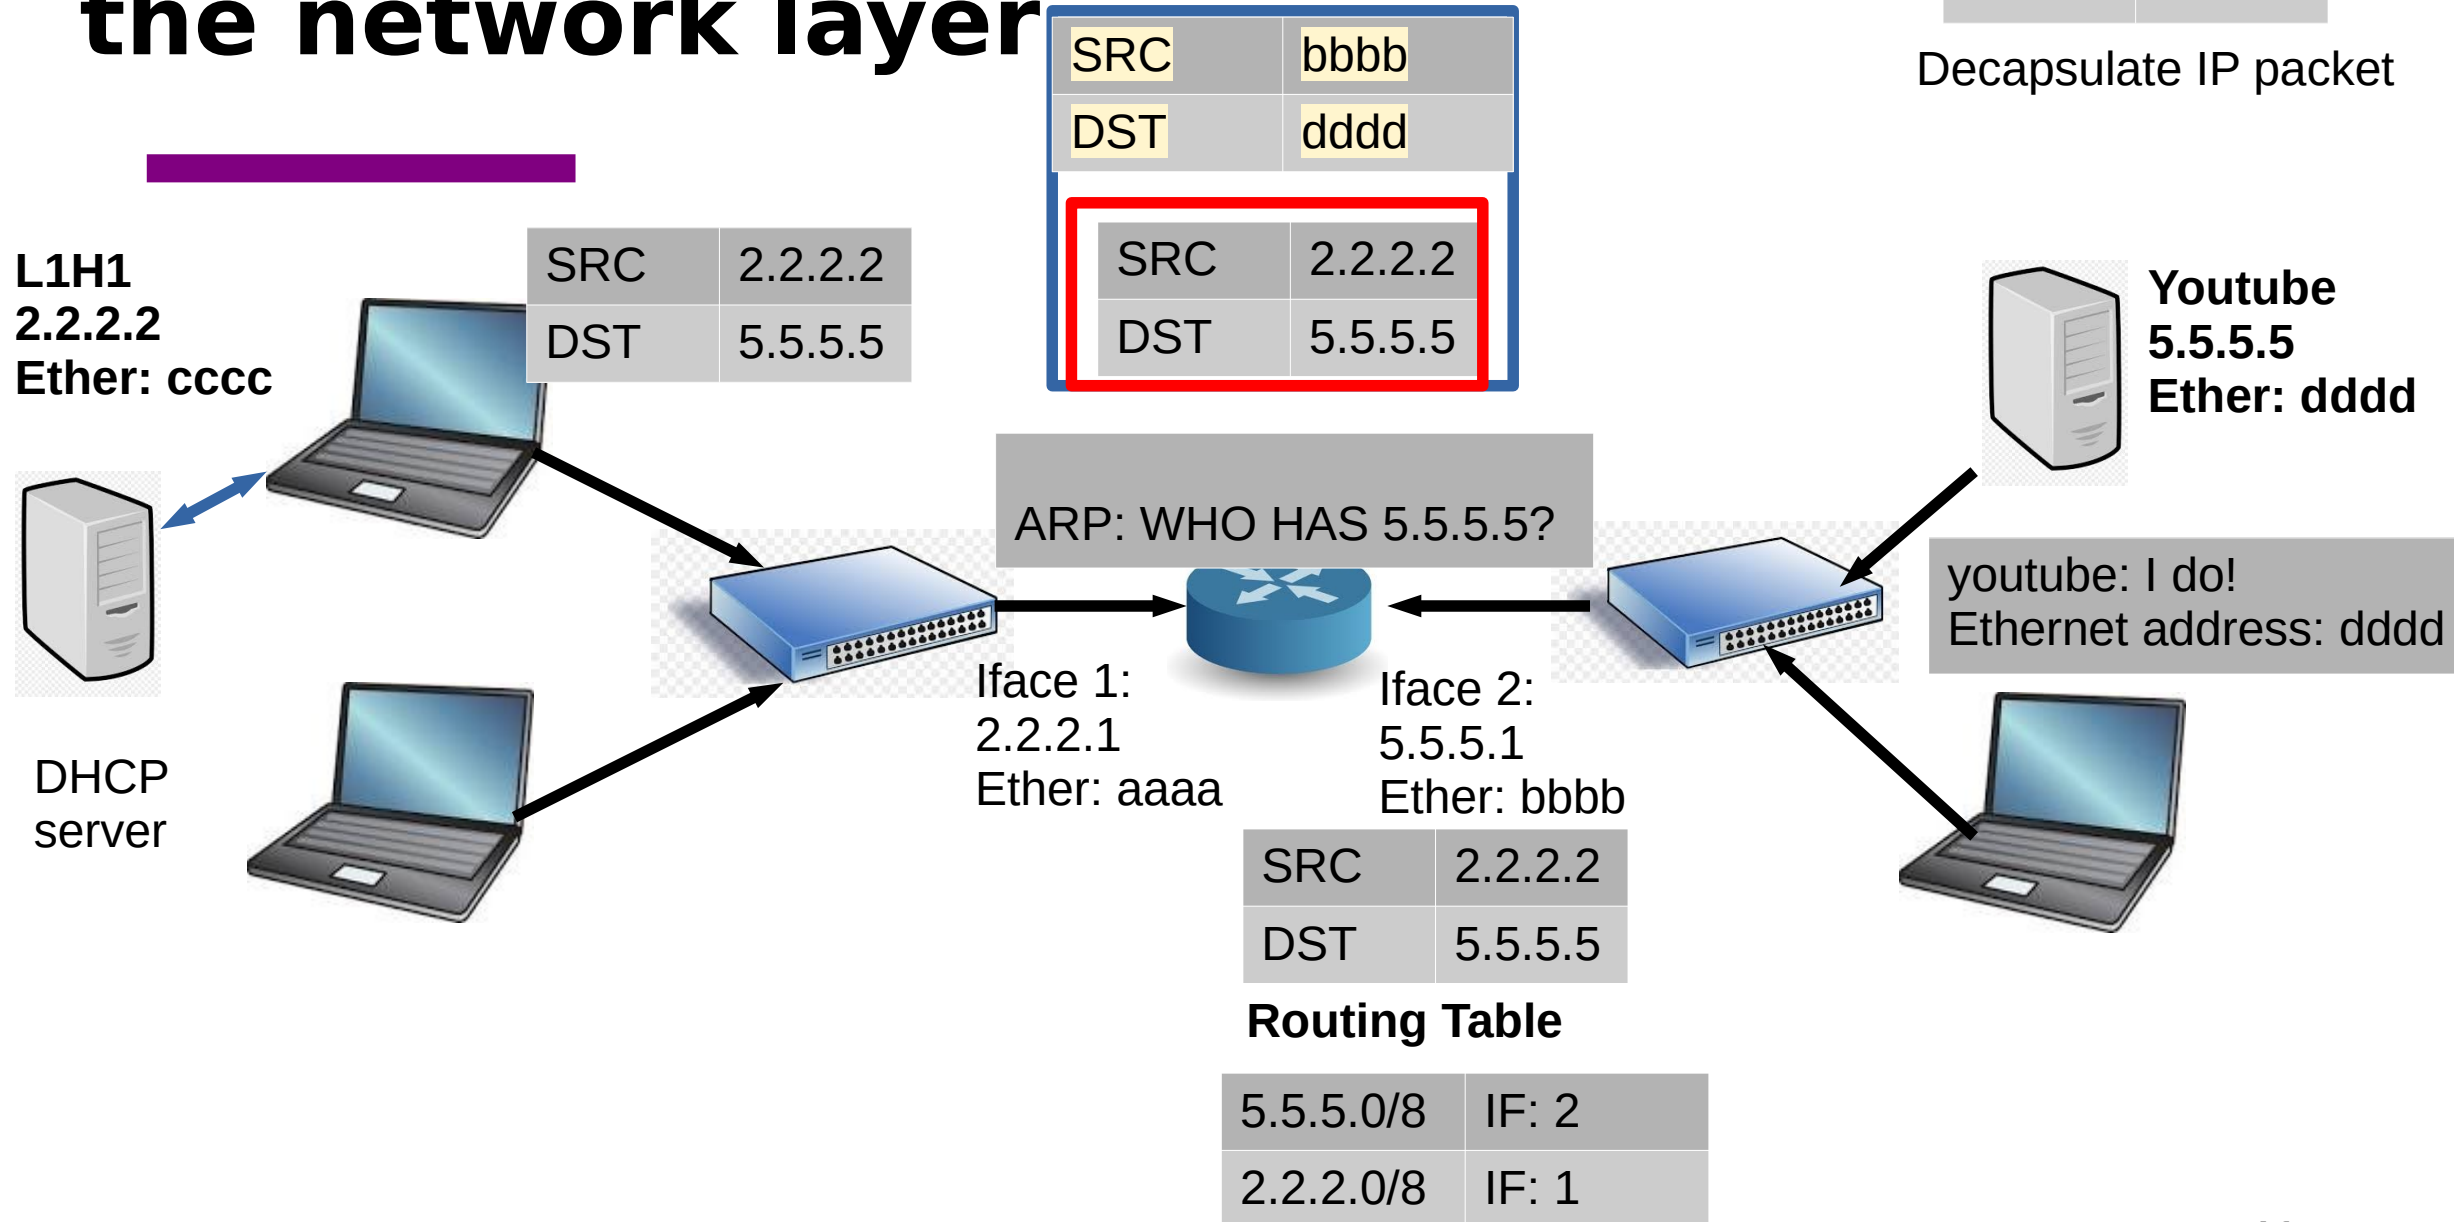 the network layer
SRC bbbb
DST dddd
Decapsulate IP packet
L1H1
2.2.2.2
Ether: cccc
SRC 2.2.2.2
DST 5.5.5.5
SRC 2.2.2.2
DST 5.5.5.5
Youtube
5.5.5.5
Ether: dddd
ARP: WHO HAS 5.5.5.5?
youtube: I do!
Ethernet address: dddd
DHCP
server
Iface 1:
2.2.2.1
Ether: aaaa
Iface 2:
5.5.5.1
Ether: bbbb
SRC 2.2.2.2
DST 5.5.5.5
Routing Table
5.5.5.0/8 IF: 2
2.2.2.0/8 IF: 1